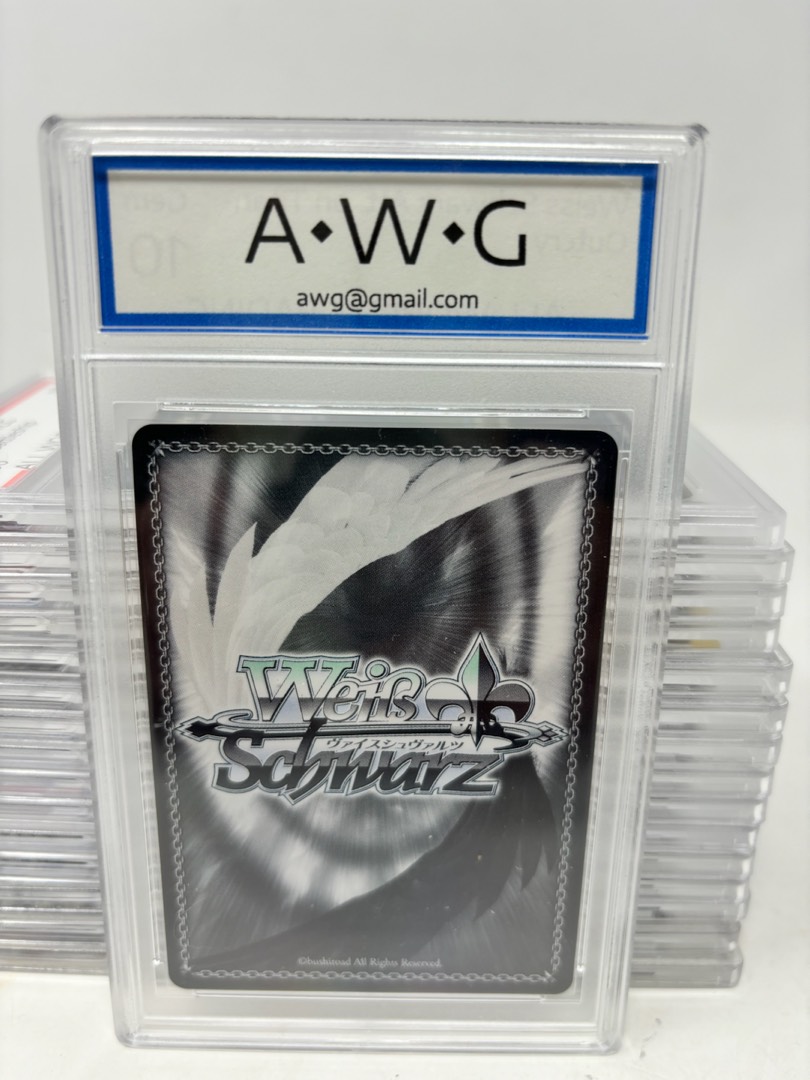 A◆W◆G
awg@gmail.com
Weiß
ヴァイスシュヴァルツ
Schwarz
©bushiroad All Rights Reserved.